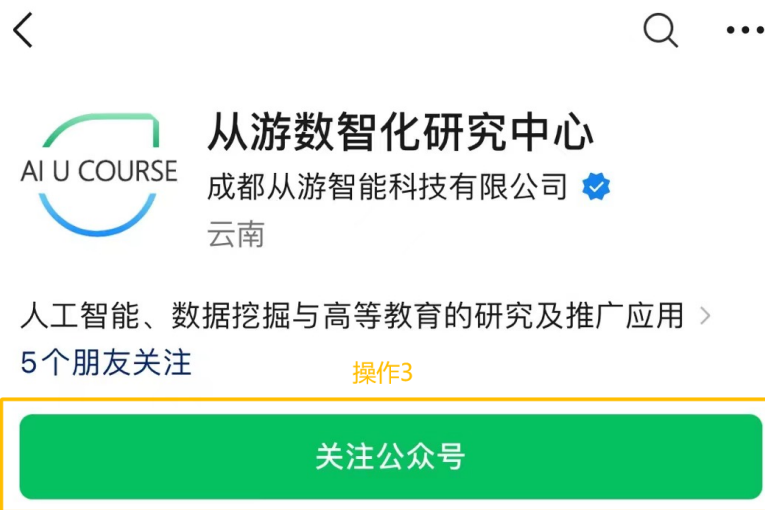 从游数智化研究中心
AI U COURSE
成都从游智能科技有限公司
云南
人工智能、数据挖掘与高等教育的研究及推广应用
5个朋友关注
操作3
关注公众号